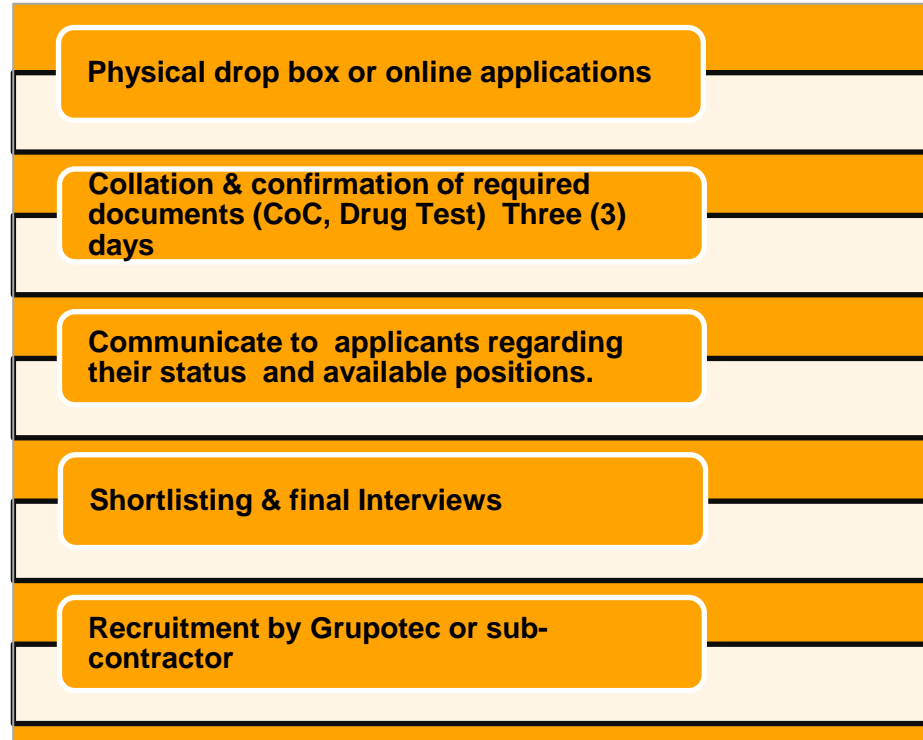 Physical drop box or online applications
Collation & confirmation of required
documents (CoC, Drug Test)  Three (3)
days
Communicate to  applicants regarding
their status  and available positions.
Shortlisting & final Interviews
Recruitment by Grupotec or sub-
contractor